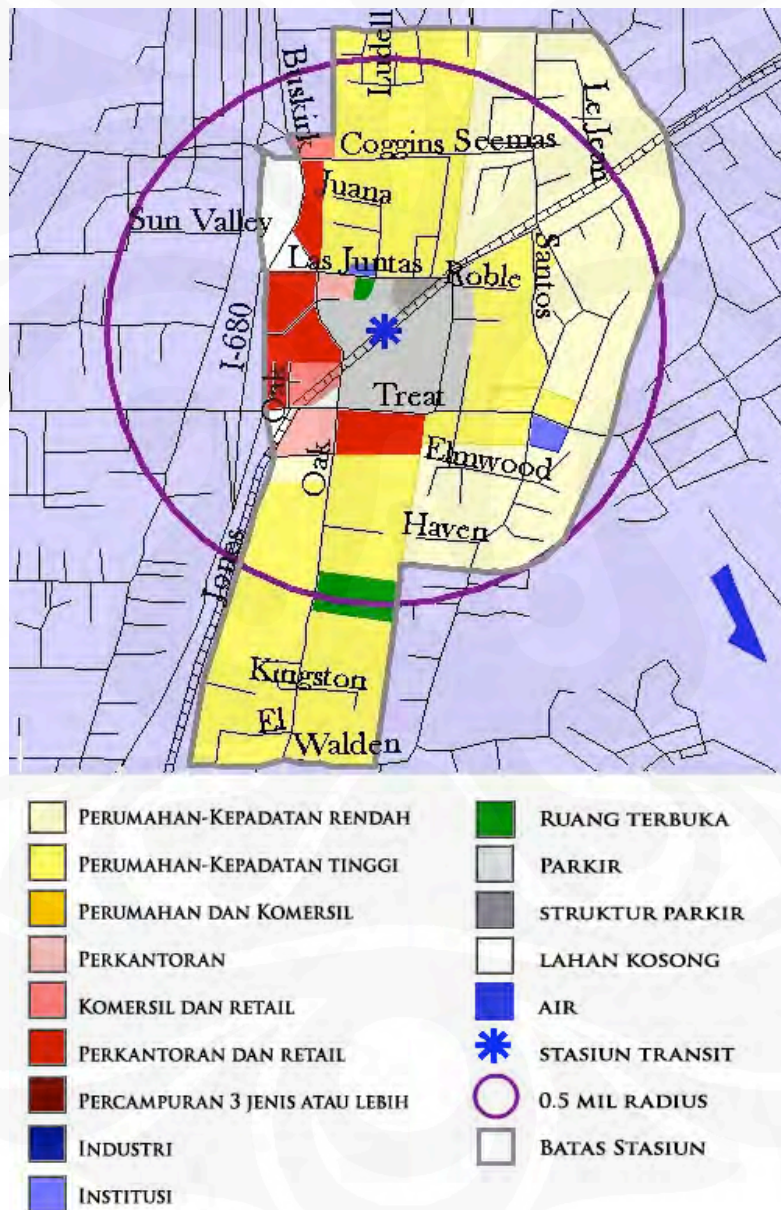 Buskirk
Ludell
Le Jean
Coggins Seemas
Juana
Sun Valley
Las Juntas
Roble
Santos
I-680
Oak
Treat
Oak
Elmwood
Haven
Jones
Kingston
El
Walden
PERUMAHAN-KEPADATAN RENDAH
PERUMAHAN-KEPADATAN TINGGI
PERUMAHAN DAN KOMERSIL
PERKANTORAN
KOMERSIL DAN RETAIL
PERKANTORAN DAN RETAIL
PERCAMPURAN 3 JENIS ATAU LEBIH
INDUSTRI
INSTITUSI
RUANG TERBUKA
PARKIR
STRUKTUR PARKIR
LAHAN KOSONG
AIR
STASIUN TRANSIT
0.5 MIL RADIUS
BATAS STASIUN